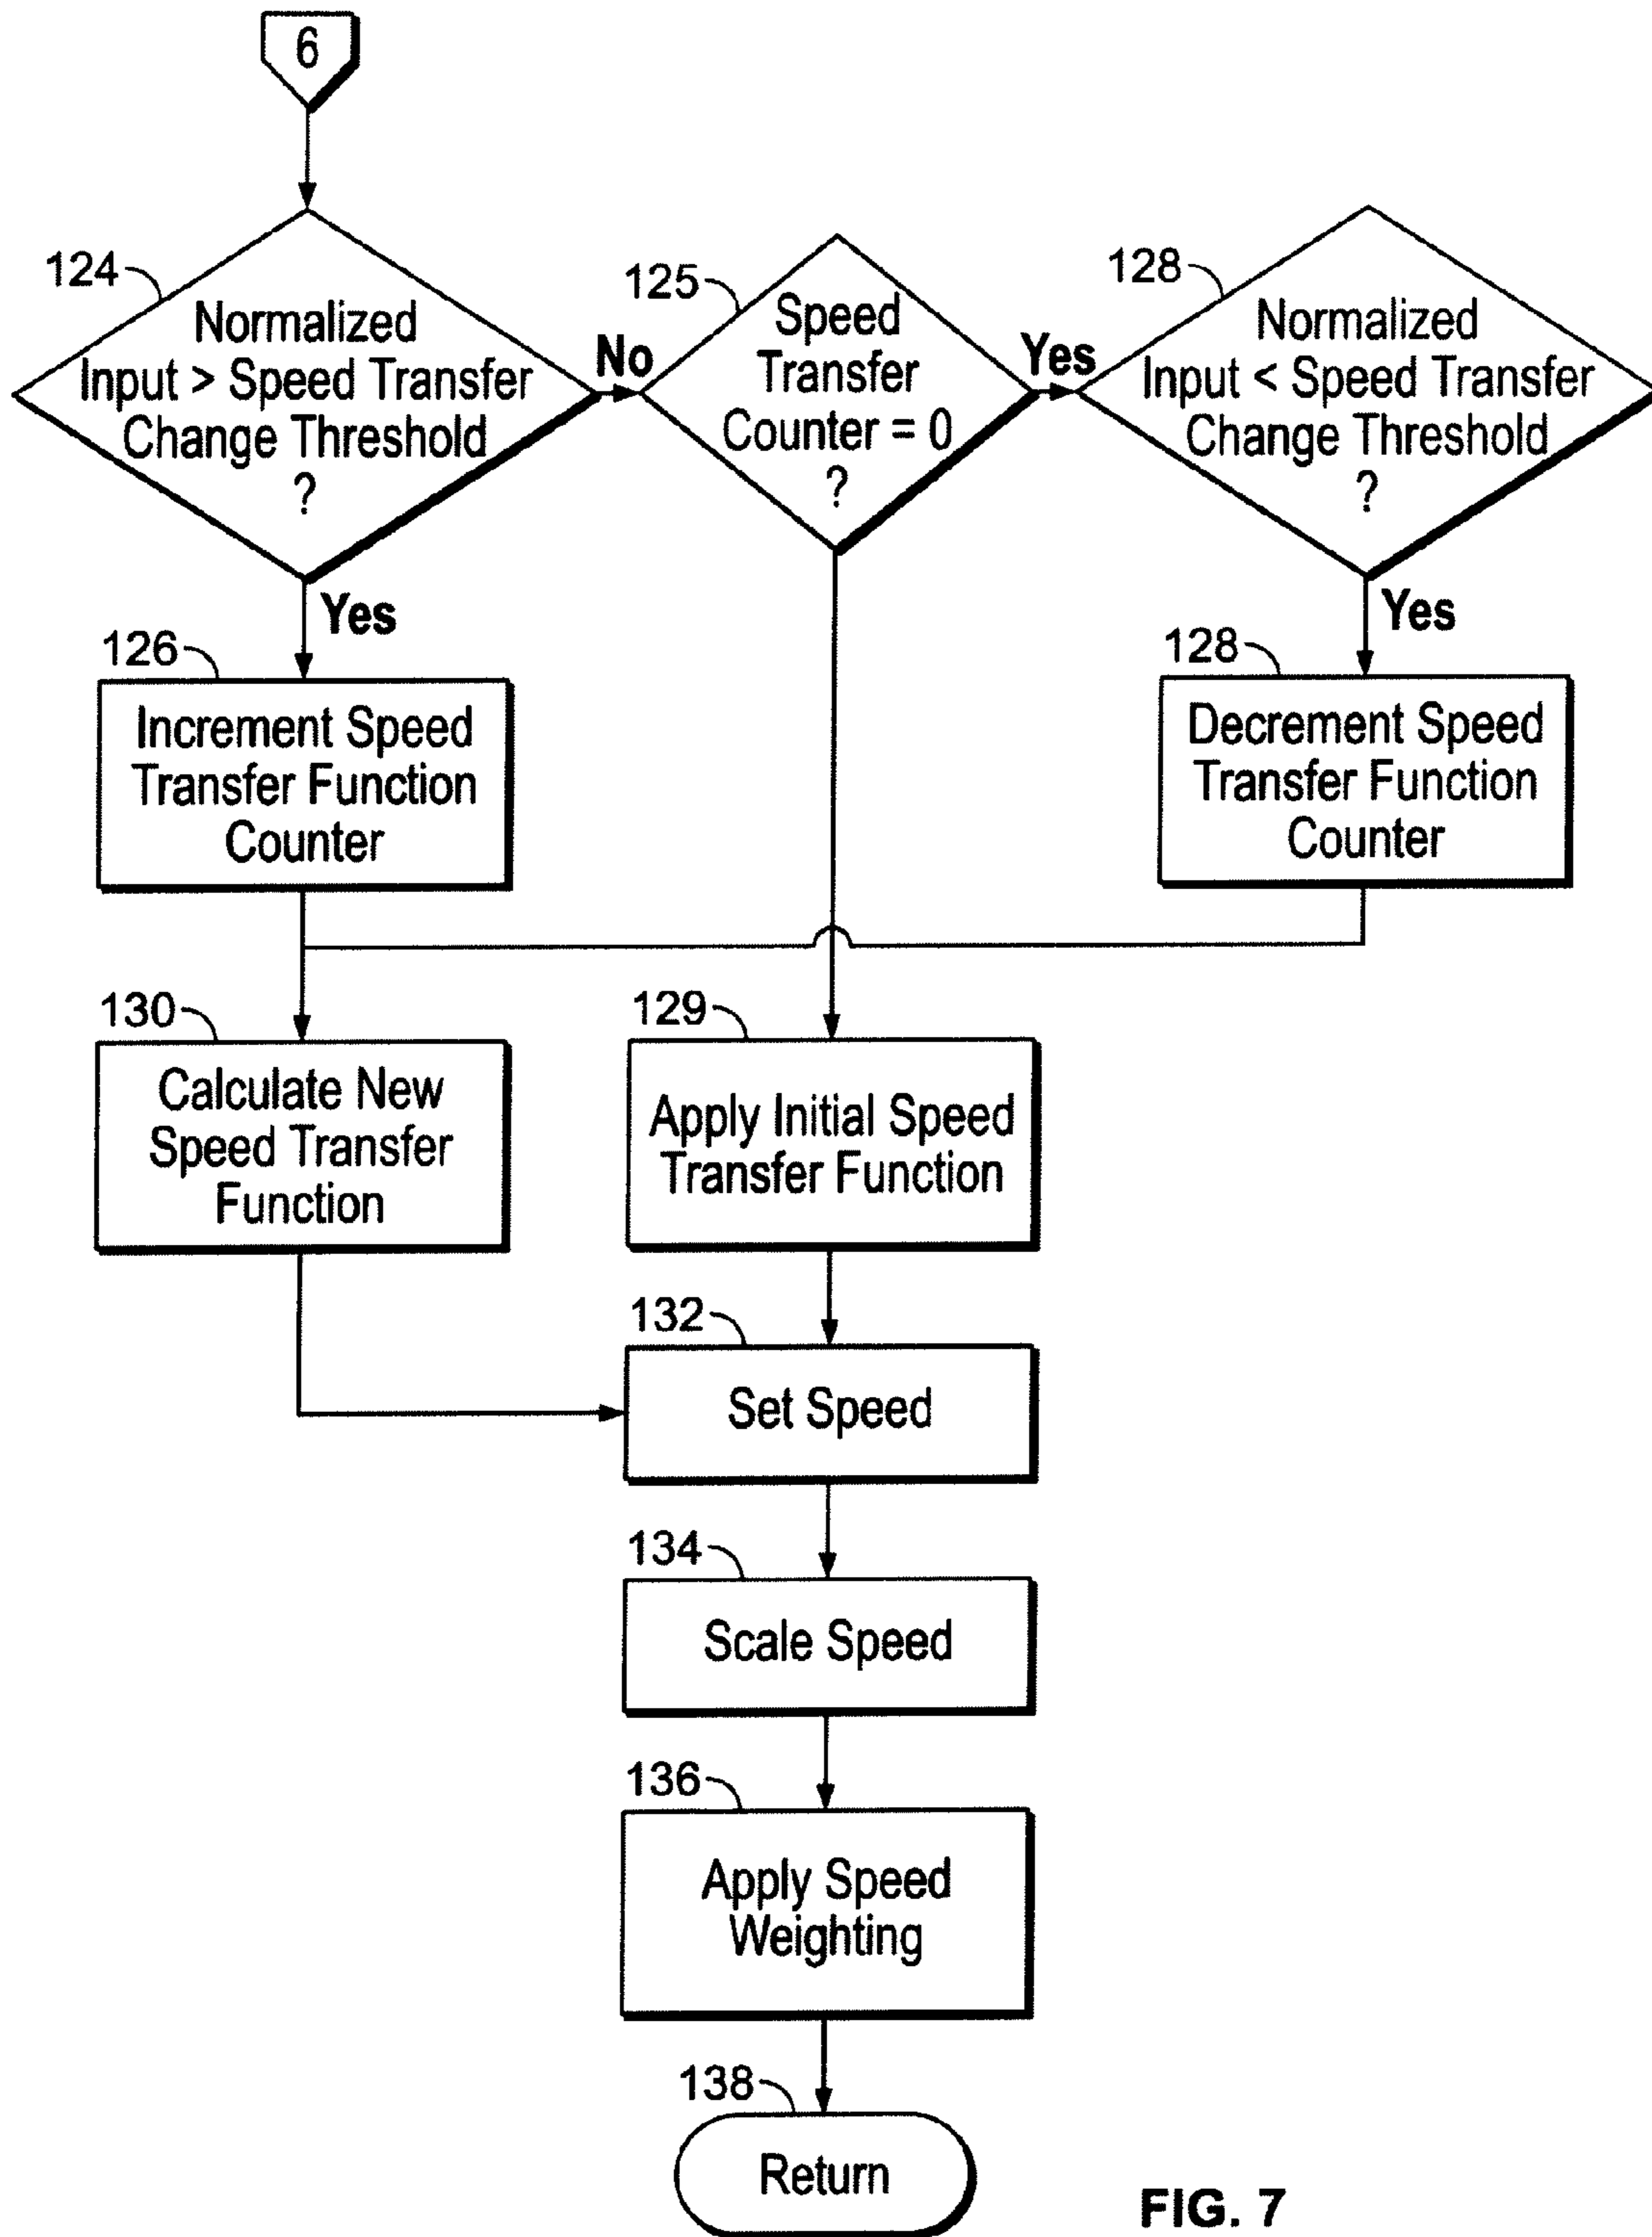 6
124
Normalized
Input > Speed Transfer
Change Threshold
?
No
125
Speed
Transfer
Counter = 0
?
Yes
128
Normalized
Input < Speed Transfer
Change Threshold
?
Yes
126
Increment Speed
Transfer Function
Counter
Yes
128
Decrement Speed
Transfer Function
Counter
130
Calculate New
Speed Transfer
Function
129
Apply Initial Speed
Transfer Function
132
Set Speed
134
Scale Speed
136
Apply Speed
Weighting
138
Return
FIG. 7